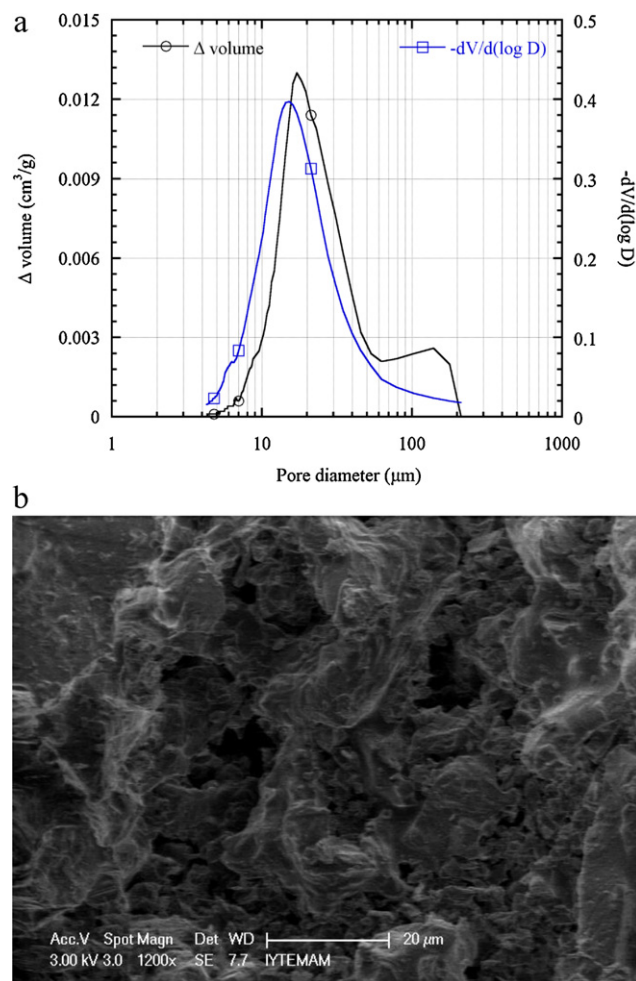 a
0.015
0.012
0.009
0.006
0.003
0
Δ volume (cm³/g)
Δ volume
-dV/d(log D)
0.5
0.4
0.3
0.2
0.1
0
-dV/d(log D)
1 10 100 1000
Pore diameter (μm)
b
Acc.V Spot Magn Det WD 20 μm
3.00 kV 3.0 1200x SE 7.7 IYTEMAM